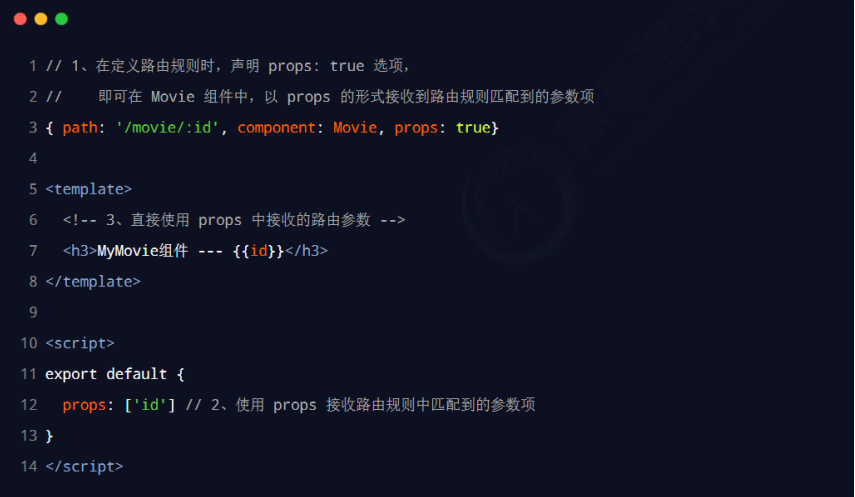 1 // 1、在定义路由规则时，声明 props: true 选项，
2 //    即可在 Movie 组件中，以 props 的形式接收到路由规则匹配到的参数项
3 { path: '/movie/:id', component: Movie, props: true}
4
5 <template>
6   <!-- 3、直接使用 props 中接收的路由参数 -->
7   <h3>MyMovie组件 --- {{id}}</h3>
8 </template>
9
10 <script>
11 export default {
12   props: ['id'] // 2、使用 props 接收路由规则中匹配到的参数项
13 }
14 </script>